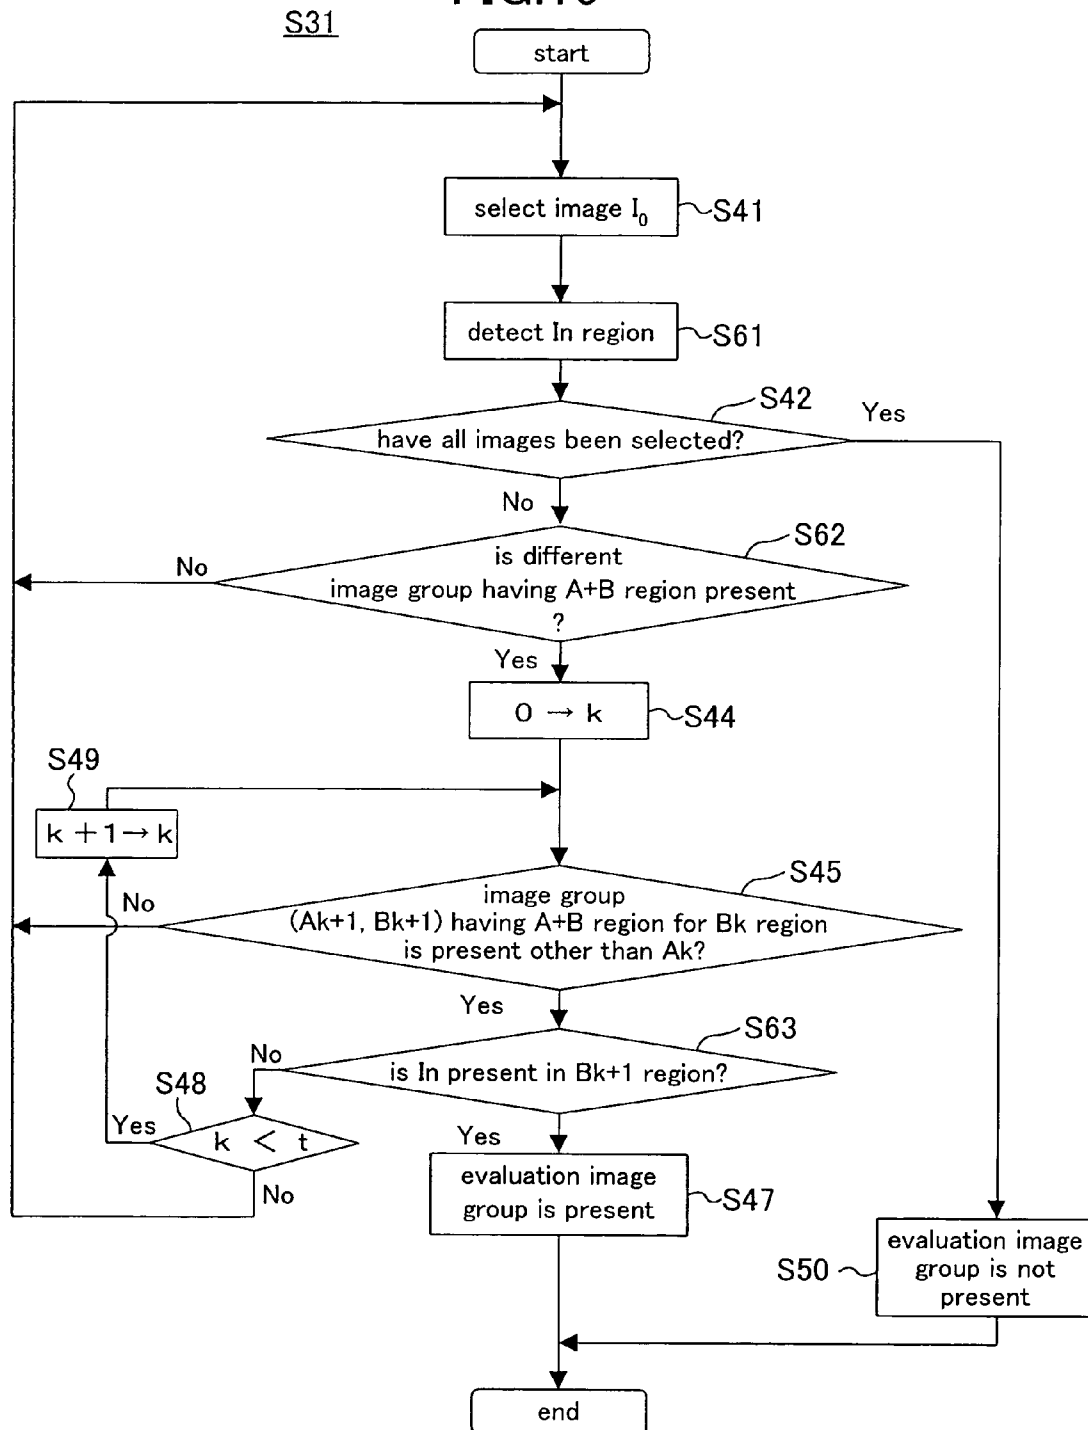 S31
start
select image I₀
S41
detect In region
S61
have all images been selected?
S42
Yes
No
is different
image group having A+B region present
?
S62
No
Yes
0 → k
S44
S49
k + 1 → k
image group
(Ak+1, Bk+1) having A+B region for Bk region
is present other than Ak?
S45
No
Yes
is In present in Bk+1 region?
S63
No
S48
Yes
k < t
No
Yes
evaluation image
group is present
S47
S50
evaluation image
group is not
present
end